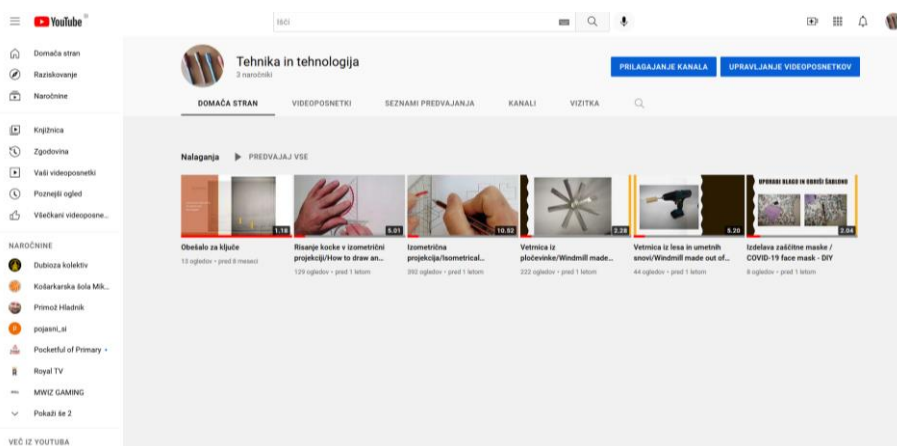 YouTube SI
Išči
Domača stran
Raziskovanje
Naročnine
Knjižnica
Zgodovina
Vaši videoposnetki
Poznejši ogled
Všečkani videoposne...
NAROČNINE
Dubioza kolektiv
Košarkarska šola Mik...
Primož Hladnik
pojasni_si
Pocketful of Primary
Royal TV
MWIZ GAMING
Pokaži še 2
VEČ IZ YOUTUBA
Tehnika in tehnologija
3 naročniki
PRILAGAJANJE KANALA
UPRAVLJANJE VIDEOPOSNETKOV
DOMAČA STRAN
VIDEOPOSNETKI
SEZNAMI PREDVAJANJA
KANALI
VIZITKA
Nalaganja
PREDVAJAJ VSE
1.18
Obešalo za ključe
13 ogledov • pred 8 meseci
5.01
Risanje kocke v izometrični
projekciji/How to draw an...
129 ogledov • pred 1 letom
10.52
Izometrična
projekcija/Isometrical...
392 ogledov • pred 1 letom
2.28
Vetrnica iz
pločevinke/Windmill made...
222 ogledov • pred 1 letom
5.20
Vetrnica iz lesa in umetnih
snovi/Windmill made out of...
44 ogledov • pred 1 letom
UPORABI BLAGO IN OBRIŠI ŠABLONO
2.04
Izdelava zaščitne maske /
COVID-19 face mask - DIY
8 ogledov • pred 1 letom